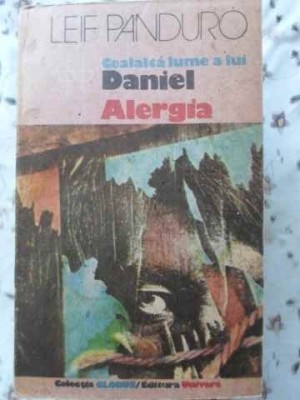 LEIF PANDURO
Cealaltă lume a lui
Daniel
Alergia
Colecția GLOBUS/Editura Univers